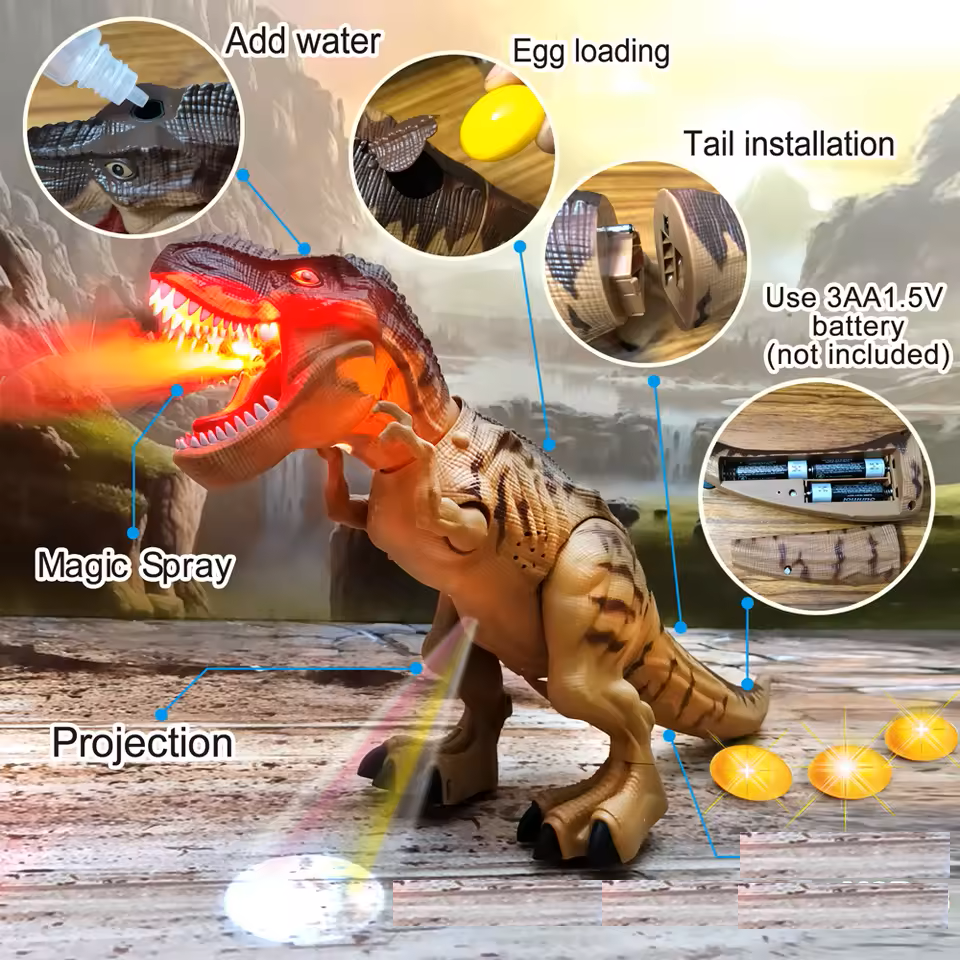 Add water
Egg loading
Tail installation
Use 3AA1.5V
battery
(not included)
Magic Spray
Projection